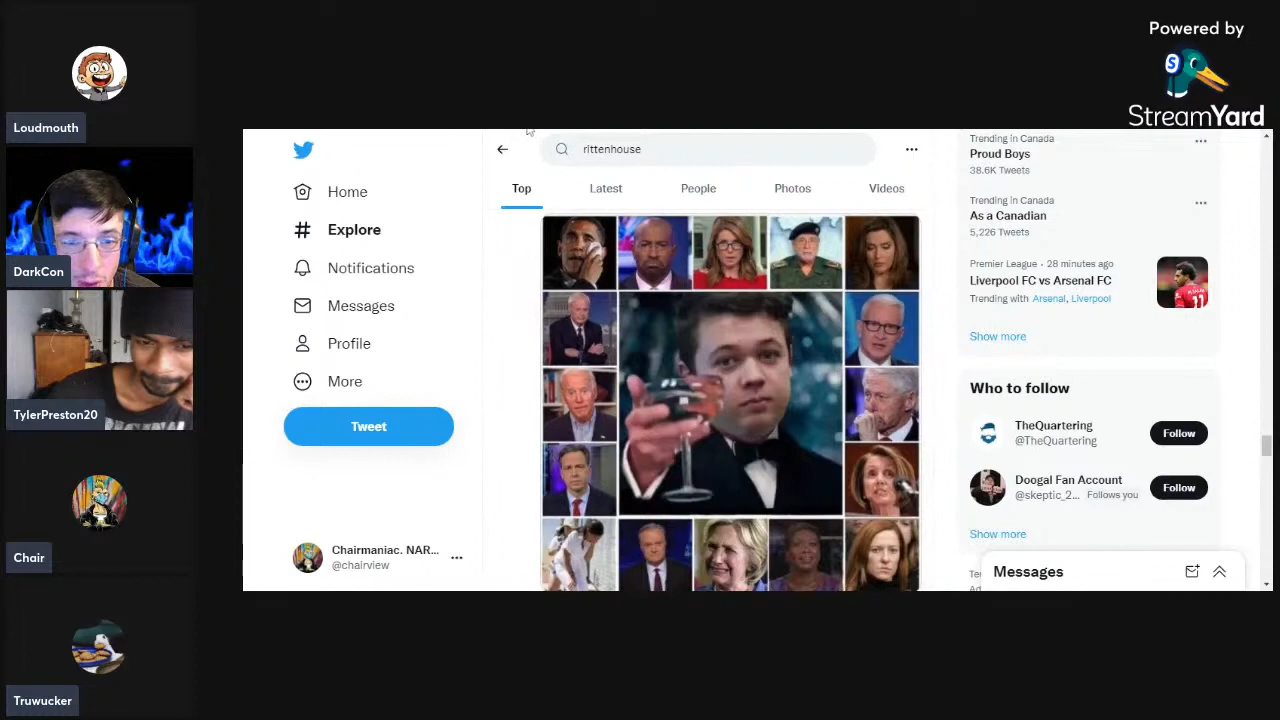 Powered by
S
StreamYard
Loudmouth
DarkCon
TylerPreston20
Chair
Truwucker
Home
Explore
Notifications
Messages
Profile
More
Tweet
Chairmaniac. NAR...
@chairview
rittenhouse
Top
Latest
People
Photos
Videos
Trending in Canada
Proud Boys
38.6K Tweets
Trending in Canada
As a Canadian
5,226 Tweets
Premier League · 28 minutes ago
Liverpool FC vs Arsenal FC
Trending with Arsenal, Liverpool
11
Show more
Who to follow
TheQuartering
@TheQuartering
Follow
Doogal Fan Account
@skeptic_2... Follows you
Follow
Show more
Messages